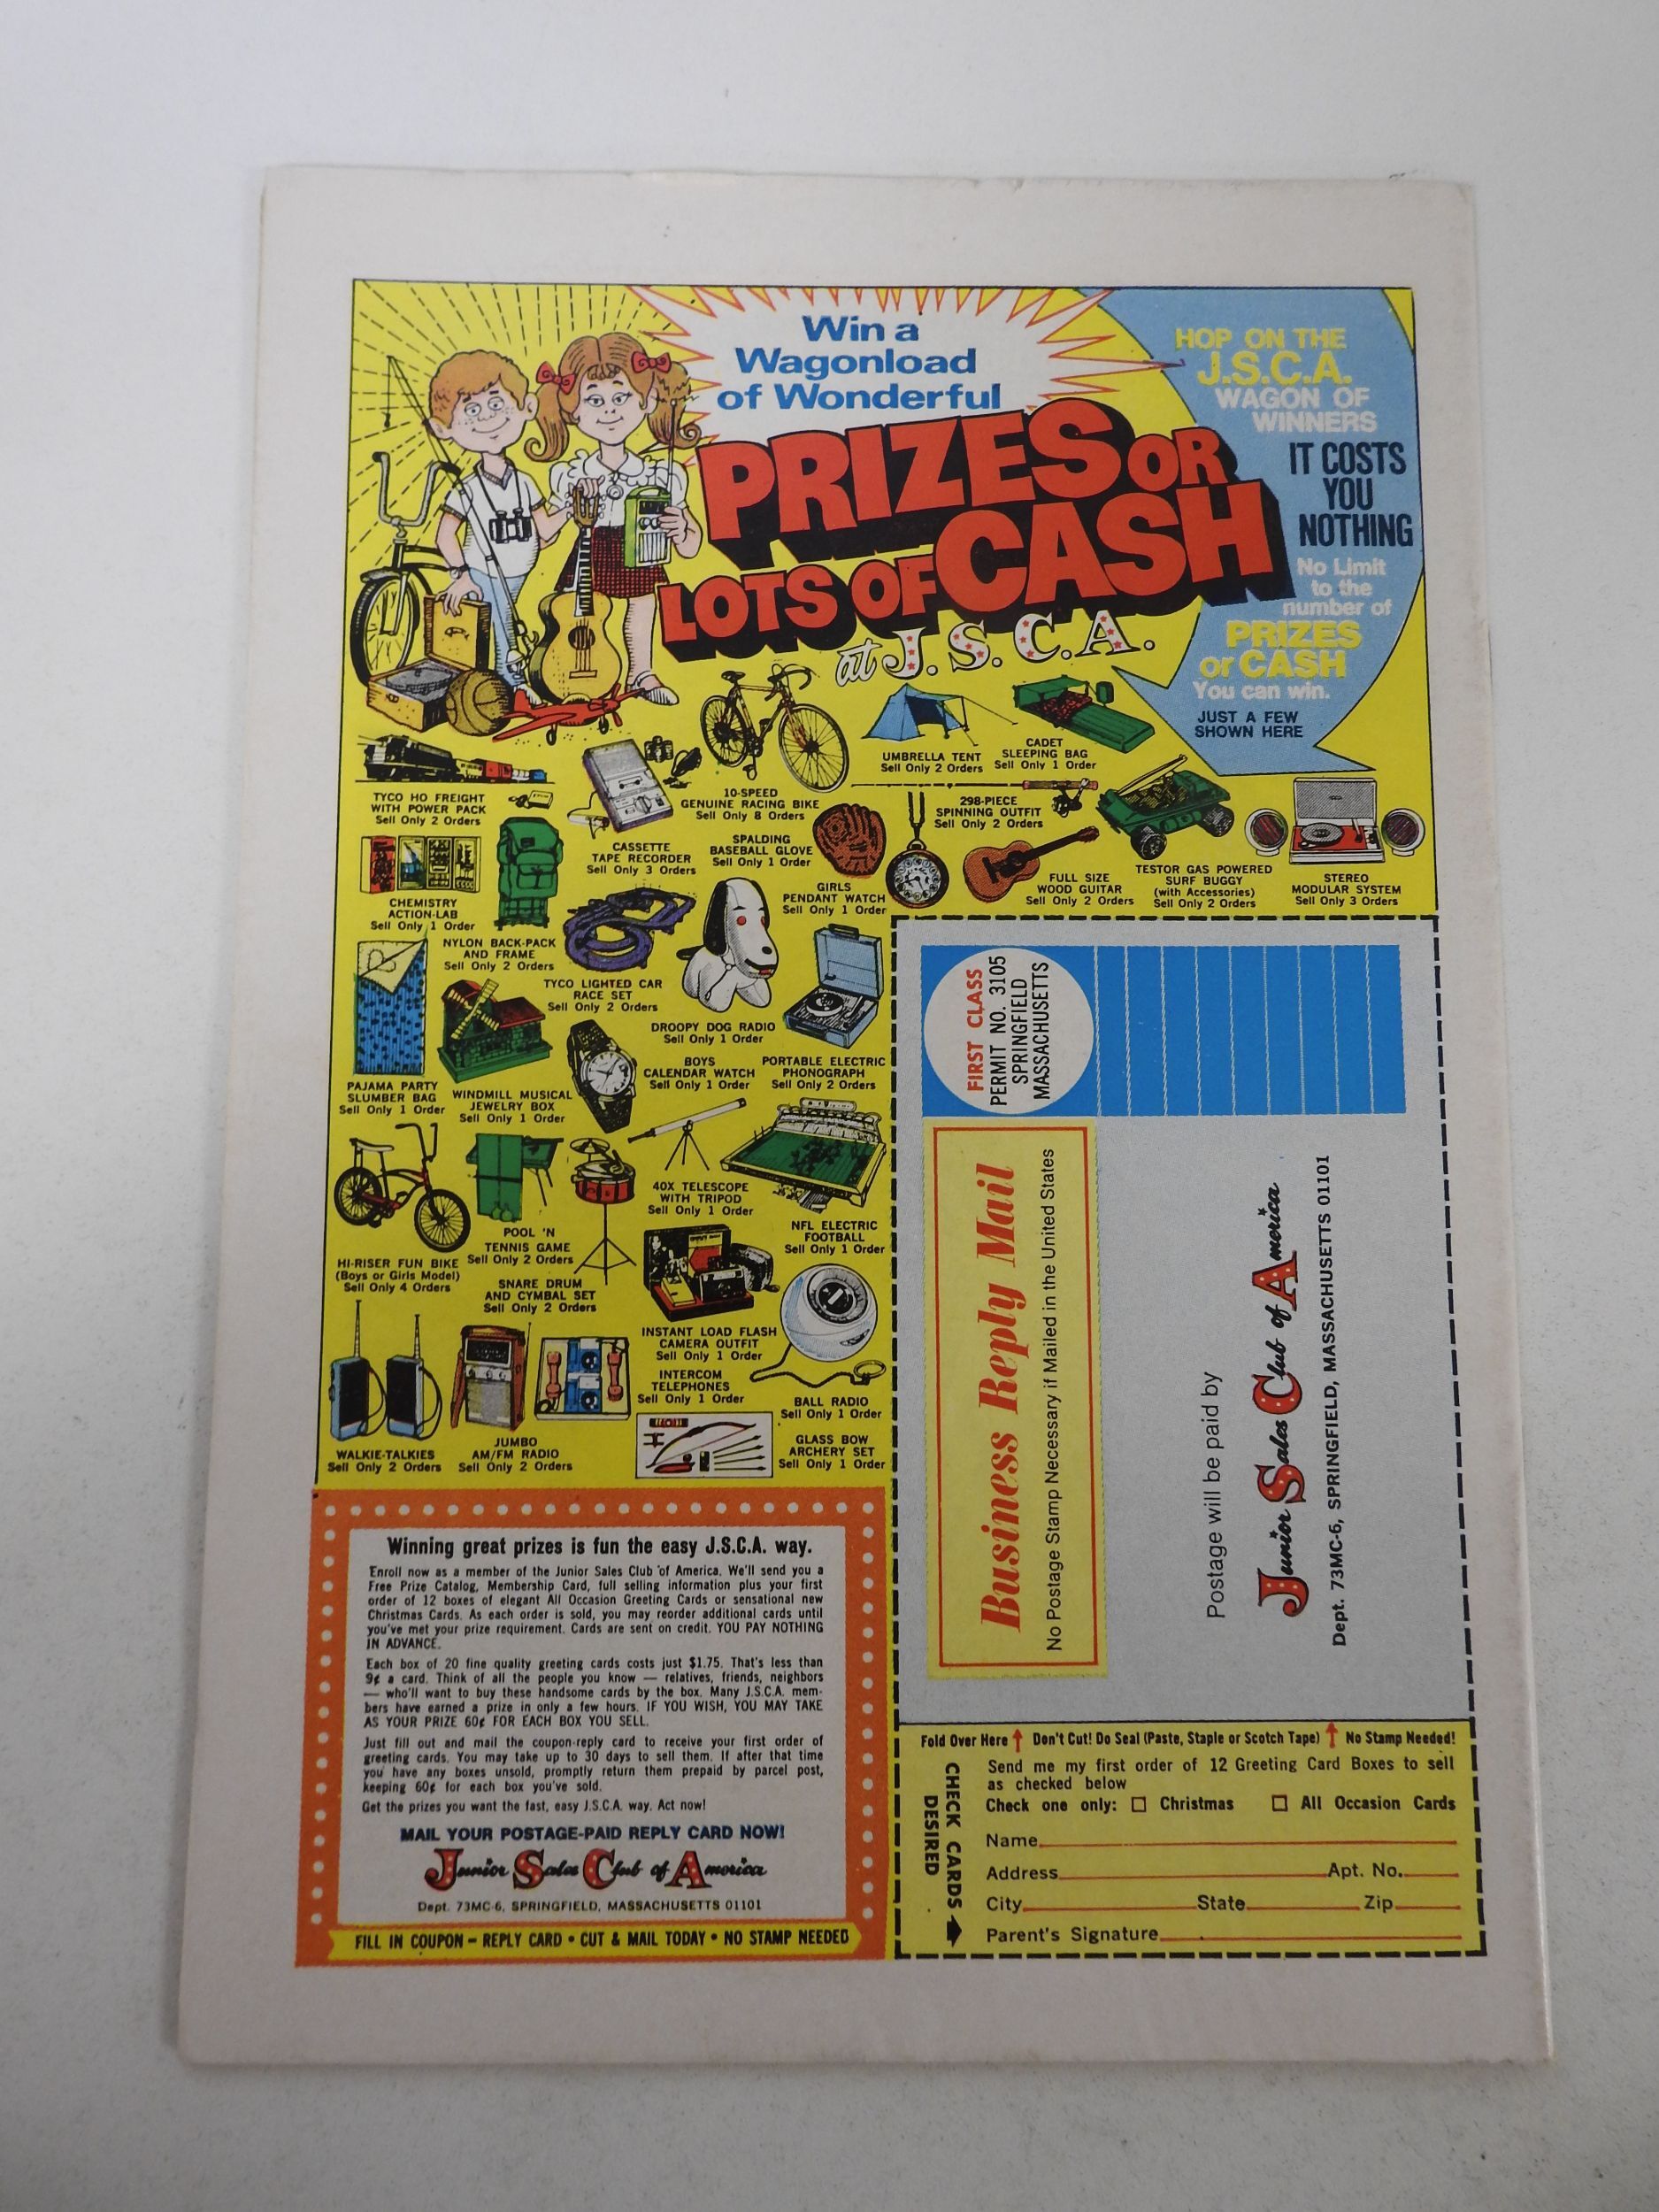 Win a
Wagonload
of Wonderful
PRIZES OR
LOTS OF CASH
at J.S.C.A.
HOP ON THE
J.S.C.A.
WAGON OF
WINNERS
IT COSTS
YOU
NOTHING
No Limit
to the
number of
PRIZES
or CASH
You can win.
JUST A FEW
SHOWN HERE
UMBRELLA TENT
Sell Only 2 Orders
CADET
SLEEPING BAG
Sell Only 1 Order
TYCO HO FREIGHT
WITH POWER PACK
Sell Only 2 Orders
10-SPEED
GENUINE RACING BIKE
Sell Only 8 Orders
298-PIECE
SPINNING OUTFIT
Sell Only 2 Orders
CASSETTE
TAPE RECORDER
Sell Only 3 Orders
SPALDING
BASEBALL GLOVE
Sell Only 1 Order
GIRLS
PENDANT WATCH
Sell Only 1 Order
FULL SIZE
WOOD GUITAR
Sell Only 2 Orders
TESTOR GAS POWERED
SURF BUGGY
(with Accessories)
Sell Only 2 Orders
STEREO
MODULAR SYSTEM
Sell Only 3 Orders
CHEMISTRY
ACTION-LAB
Sell Only 1 Order
NYLON BACK-PACK
AND FRAME
Sell Only 2 Orders
TYCO LIGHTED CAR
RACE SET
Sell Only 2 Orders
DROOPY DOG RADIO
Sell Only 1 Order
BOYS
CALENDAR WATCH
Sell Only 1 Order
PORTABLE ELECTRIC
PHONOGRAPH
Sell Only 2 Orders
PAJAMA PARTY
SLUMBER BAG
Sell Only 1 Order
WINDMILL MUSICAL
JEWELRY BOX
Sell Only 1 Order
40X TELESCOPE
WITH TRIPOD
Sell Only 1 Order
NFL ELECTRIC
FOOTBALL
Sell Only 1 Order
HI-RISER FUN BIKE
(Boys or Girls Model)
Sell Only 4 Orders
POOL 'N
TENNIS GAME
Sell Only 2 Orders
SNARE DRUM
AND CYMBAL SET
Sell Only 2 Orders
INSTANT LOAD FLASH
CAMERA OUTFIT
Sell Only 1 Order
INTERCOM
TELEPHONES
Sell Only 1 Order
BALL RADIO
Sell Only 1 Order
WALKIE-TALKIES
Sell Only 2 Orders
JUMBO
AM/FM RADIO
Sell Only 2 Orders
GLASS BOW
ARCHERY SET
Sell Only 1 Order
Winning great prizes is fun the easy J.S.C.A. way.
Enroll now as a member of the Junior Sales Club of America. We'll send you a
Free Prize Catalog, Membership Card, full selling information plus your first
order of 12 boxes of elegant All Occasion Greeting Cards or sensational new
Christmas Cards. As each order is sold, you may reorder additional cards until
you've met your prize requirement. Cards are sent on credit. YOU PAY NOTHING
IN ADVANCE.
Each box of 20 fine quality greeting cards costs just $1.75. That's less than
9¢ a card. Think of all the people you know — relatives, friends, neighbors
— who'll want to buy these handsome cards by the box. Many J.S.C.A. mem-
bers have earned a prize in only a few hours. IF YOU WISH, YOU MAY TAKE
AS YOUR PRIZE 60¢ FOR EACH BOX YOU SELL.
Just fill out and mail the coupon-reply card to receive your first order of
greeting cards. You may take up to 30 days to sell them. If after that time
you have any boxes unsold, promptly return them prepaid by parcel post,
keeping 60¢ for each box you've sold.
Get the prizes you want the fast, easy J.S.C.A. way. Act now!
MAIL YOUR POSTAGE-PAID REPLY CARD NOW!
Junior Sales Club of America
Dept. 73MC-6, SPRINGFIELD, MASSACHUSETTS 01101
FILL IN COUPON – REPLY CARD • CUT & MAIL TODAY • NO STAMP NEEDED
FIRST CLASS
PERMIT NO. 3105
SPRINGFIELD
MASSACHUSETTS
Business Reply Mail
No Postage Stamp Necessary if Mailed in the United States
Postage will be paid by
Junior Sales Club of America
Dept. 73MC-6, SPRINGFIELD, MASSACHUSETTS 01101
Fold Over Here ↑ Don't Cut! Do Seal (Paste, Staple or Scotch Tape) ↑ No Stamp Needed!
CHECK CARDS
DESIRED
Send me my first order of 12 Greeting Card Boxes to sell
as checked below
Check one only: ☐ Christmas ☐ All Occasion Cards
Name
Address Apt. No.
City State Zip
Parent's Signature